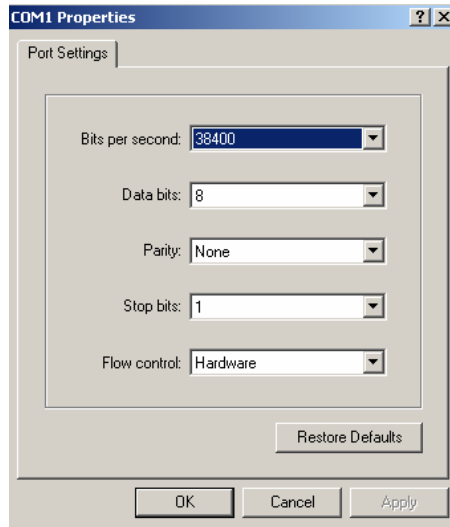 COM1 Properties
Port Settings
Bits per second: 38400
Data bits: 8
Parity: None
Stop bits: 1
Flow control: Hardware
Restore Defaults
OK Cancel Apply